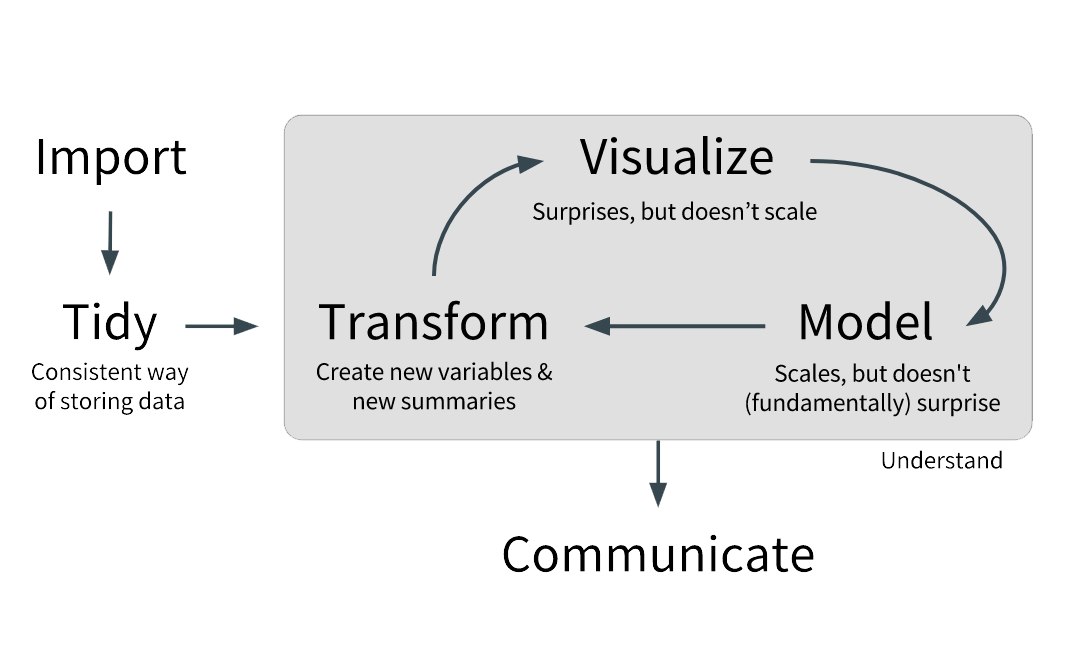 Import
Visualize
Surprises, but doesn’t scale
Tidy
Consistent way
of storing data
Transform
Create new variables &
new summaries
Model
Scales, but doesn't
(fundamentally) surprise
Understand
Communicate